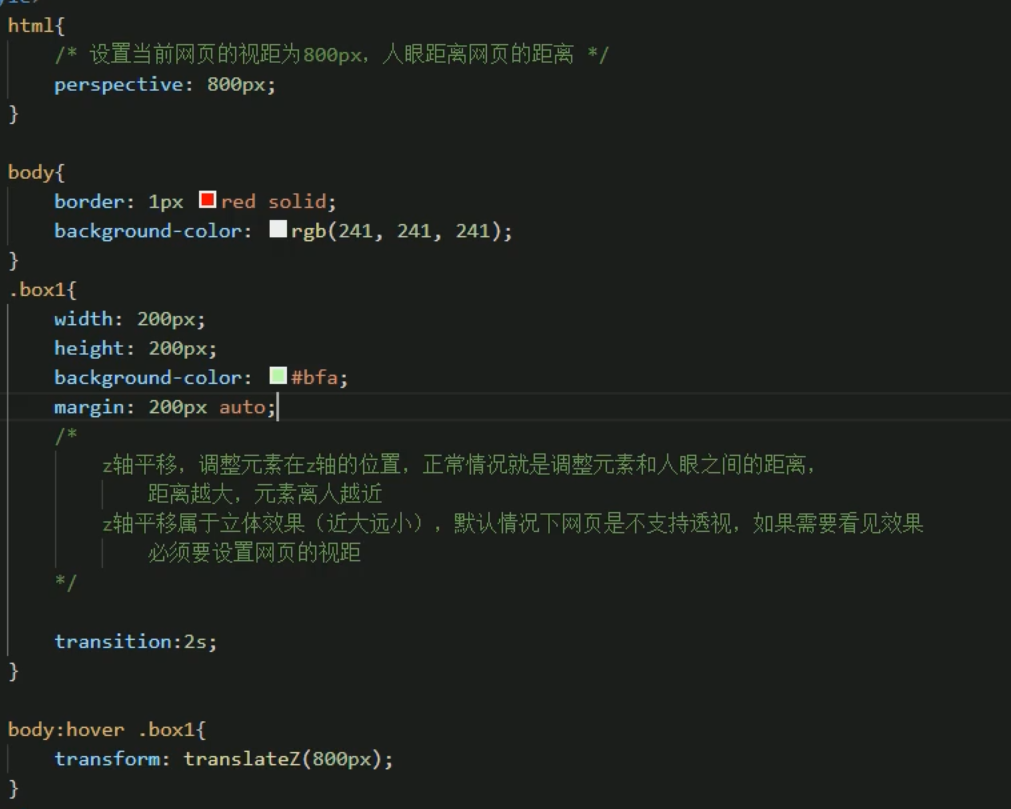 html{
/* 设置当前网页的视距为800px，人眼距离网页的距离 */
perspective: 800px;
}
body{
border: 1px red solid;
background-color: rgb(241, 241, 241);
}
.box1{
width: 200px;
height: 200px;
background-color: #bfa;
margin: 200px auto;
/*
z轴平移，调整元素在z轴的位置，正常情况就是调整元素和人眼之间的距离，
距离越大，元素离人越近
z轴平移属于立体效果（近大远小），默认情况下网页是不支持透视，如果需要看见效果
必须要设置网页的视距
*/
transition:2s;
}
body:hover .box1{
transform: translateZ(800px);
}